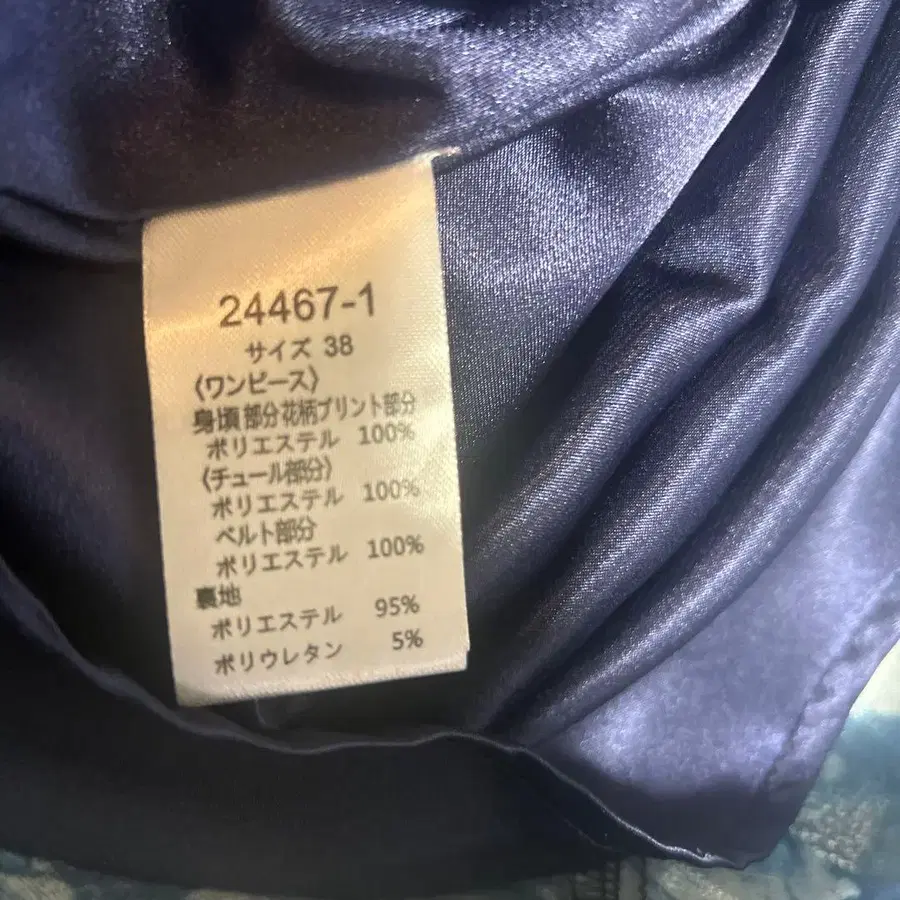 24467-1
サイズ 38
〈ワンピース〉
身頃部分花柄プリント部分
ポリエステル 100%
〈チュール部分〉
ポリエステル 100%
ベルト部分
ポリエステル 100%
裏地
ポリエステル 95%
ポリウレタン 5%